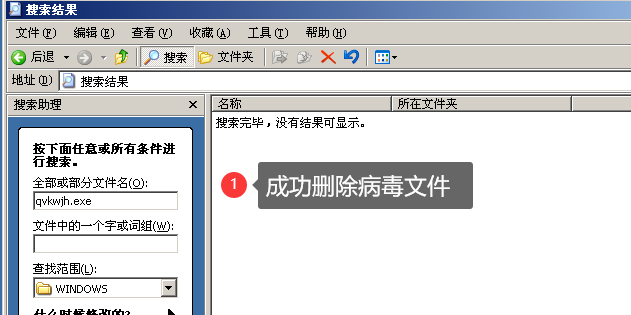 搜索结果
文件(F) 编辑(E) 查看(V) 收藏(A) 工具(T) 帮助(H)
后退 搜索 文件夹
地址(D) 搜索结果
搜索助理
名称 所在文件夹
搜索完毕，没有结果可显示。
按下面任意或所有条件进
行搜索。
全部或部分文件名(O):
qvkwjh.exe
文件中的一个字或词组(W):
查找范围(L):
WINDOWS
什么时候修改的?
1 成功删除病毒文件